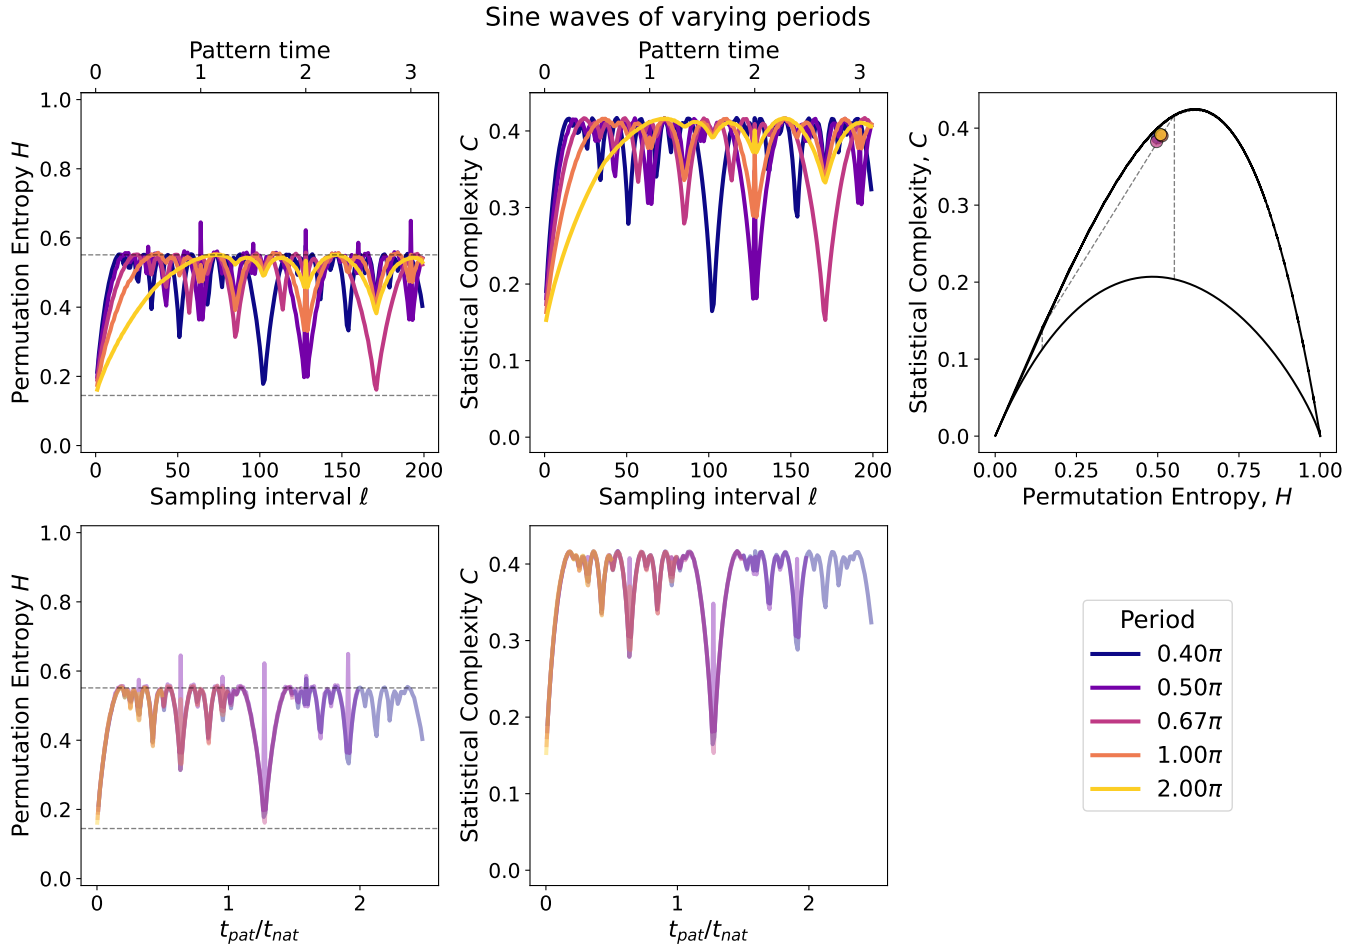 Sine waves of varying periods
Pattern time
0 1 2 3
Permutation Entropy H
1.0
0.8
0.6
0.4
0.2
0.0
0 50 100 150 200
Sampling interval ℓ
Pattern time
0 1 2 3
Statistical Complexity C
0.4
0.3
0.2
0.1
0.0
0 50 100 150 200
Sampling interval ℓ
Statistical Complexity, C
0.4
0.3
0.2
0.1
0.0
0.00 0.25 0.50 0.75 1.00
Permutation Entropy, H
Permutation Entropy H
1.0
0.8
0.6
0.4
0.2
0.0
0 1 2
t_pat/t_nat
Statistical Complexity C
0.4
0.3
0.2
0.1
0.0
0 1 2
t_pat/t_nat
Period
0.40π
0.50π
0.67π
1.00π
2.00π